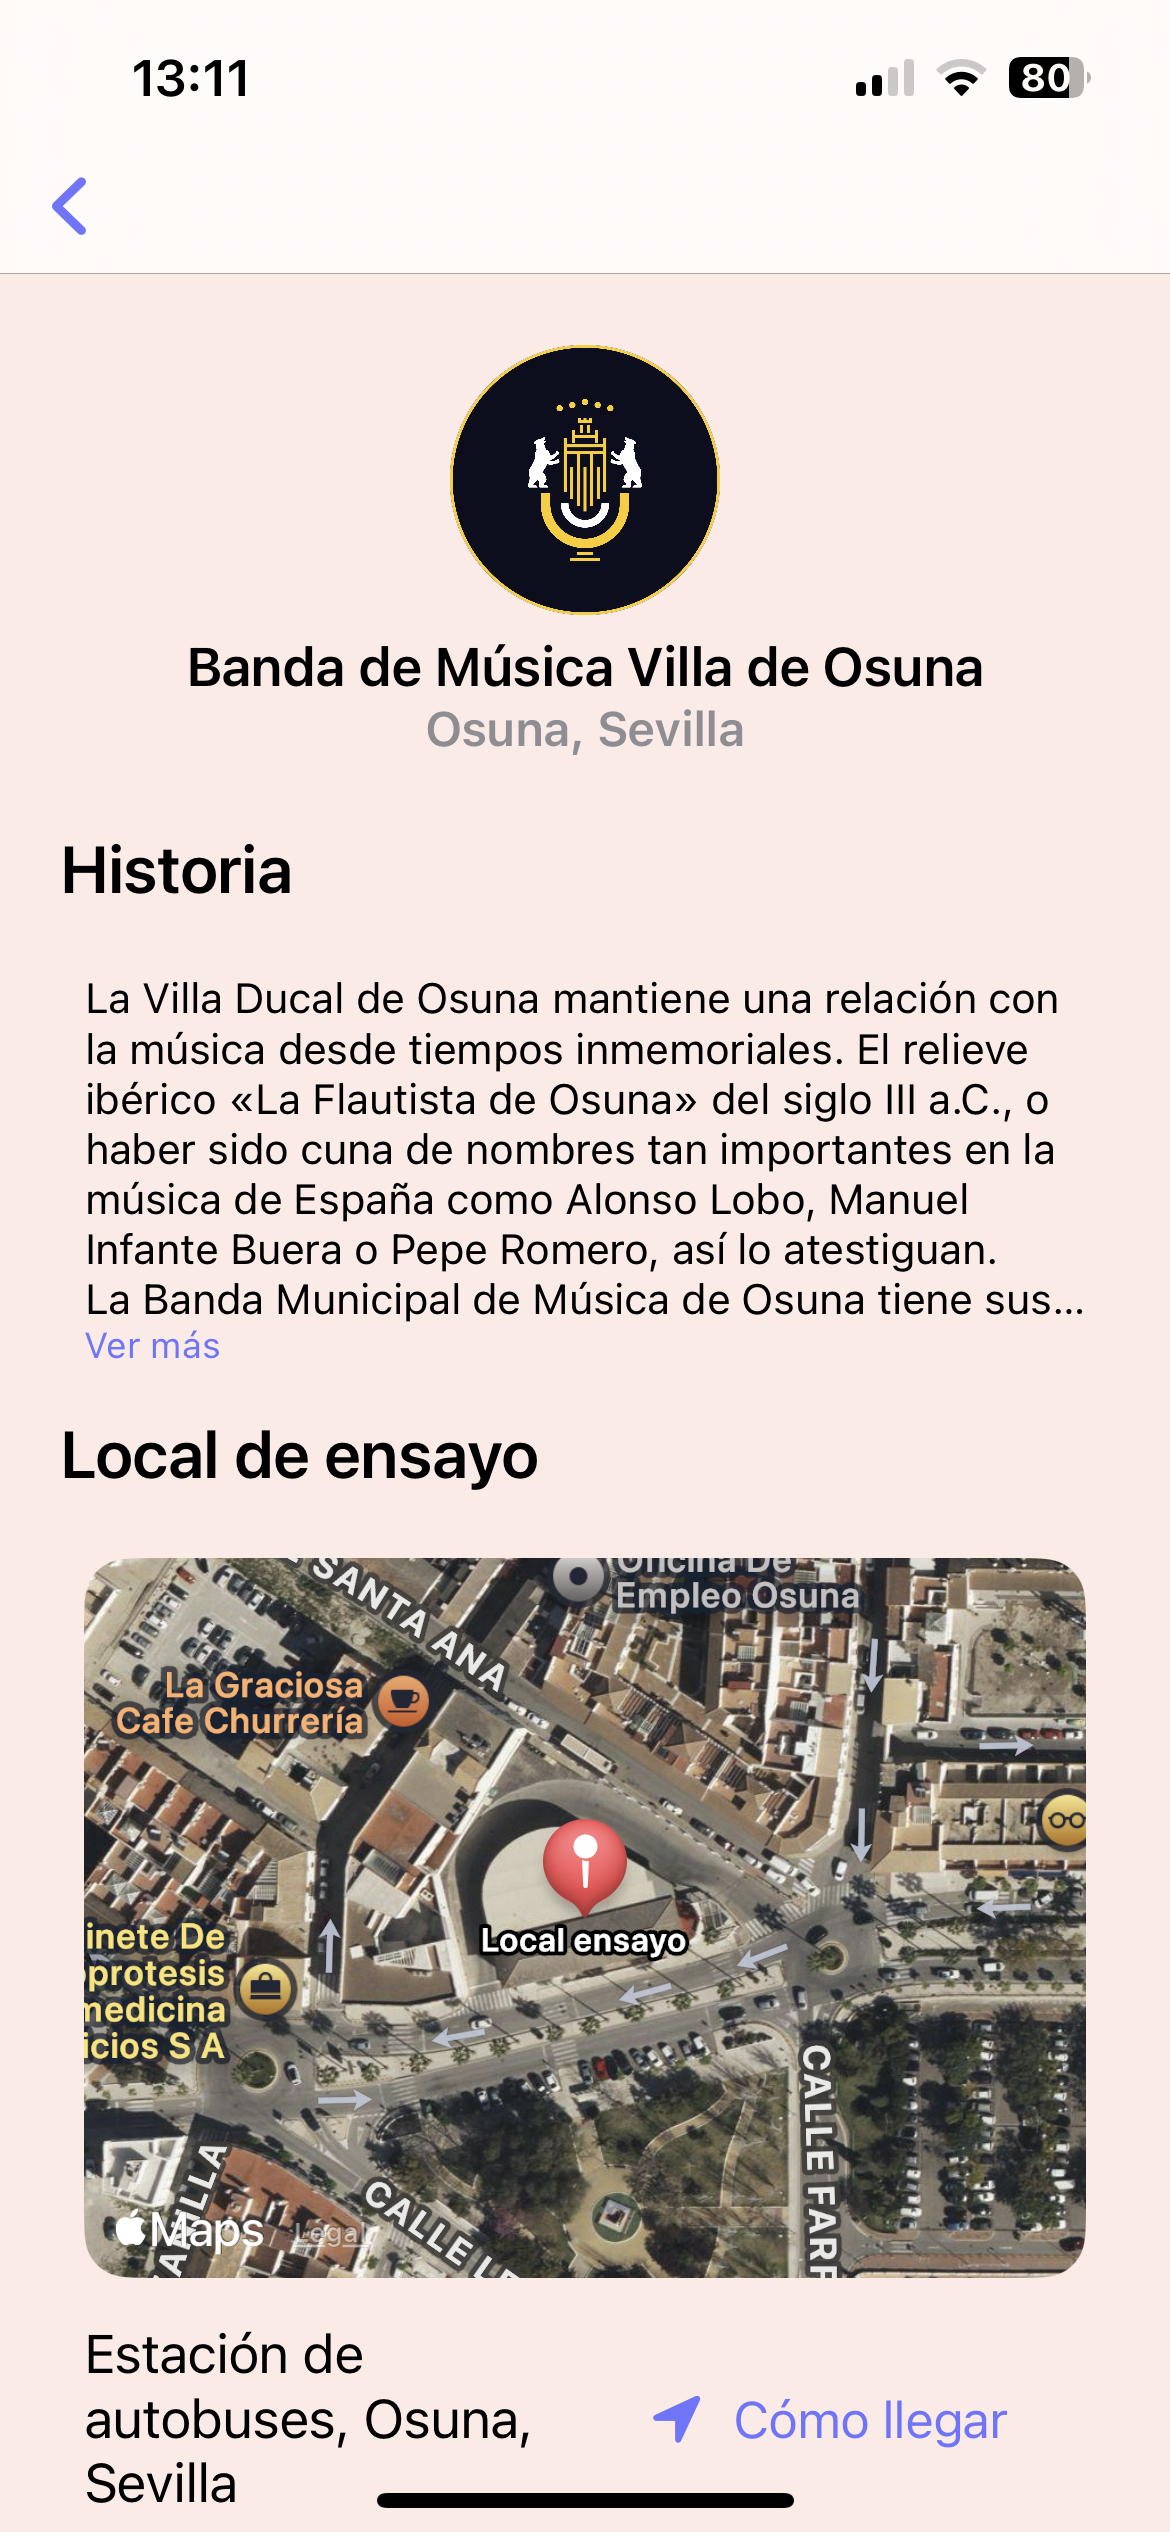 13:11
80
Banda de Música Villa de Osuna
Osuna, Sevilla
Historia
La Villa Ducal de Osuna mantiene una relación con
la música desde tiempos inmemoriales. El relieve
ibérico «La Flautista de Osuna» del siglo III a.C., o
haber sido cuna de nombres tan importantes en la
música de España como Alonso Lobo, Manuel
Infante Buera o Pepe Romero, así lo atestiguan.
La Banda Municipal de Música de Osuna tiene sus...
Ver más
Local de ensayo
SANTA ANA
Oficina De
Empleo Osuna
La Graciosa
Cafe Churrería
Local ensayo
inete De
protesis
medicina
icios S A
CALLE FARF
CALLE LE
Maps
Legal
Estación de
autobuses, Osuna,
Sevilla
Cómo llegar